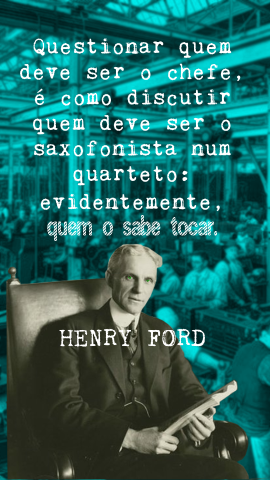 Questionar quem
deve ser o chefe,
é como discutir
quem deve ser o
saxofonista num
quarteto:
evidentemente,
quem o sabe tocar.
HENRY FORD